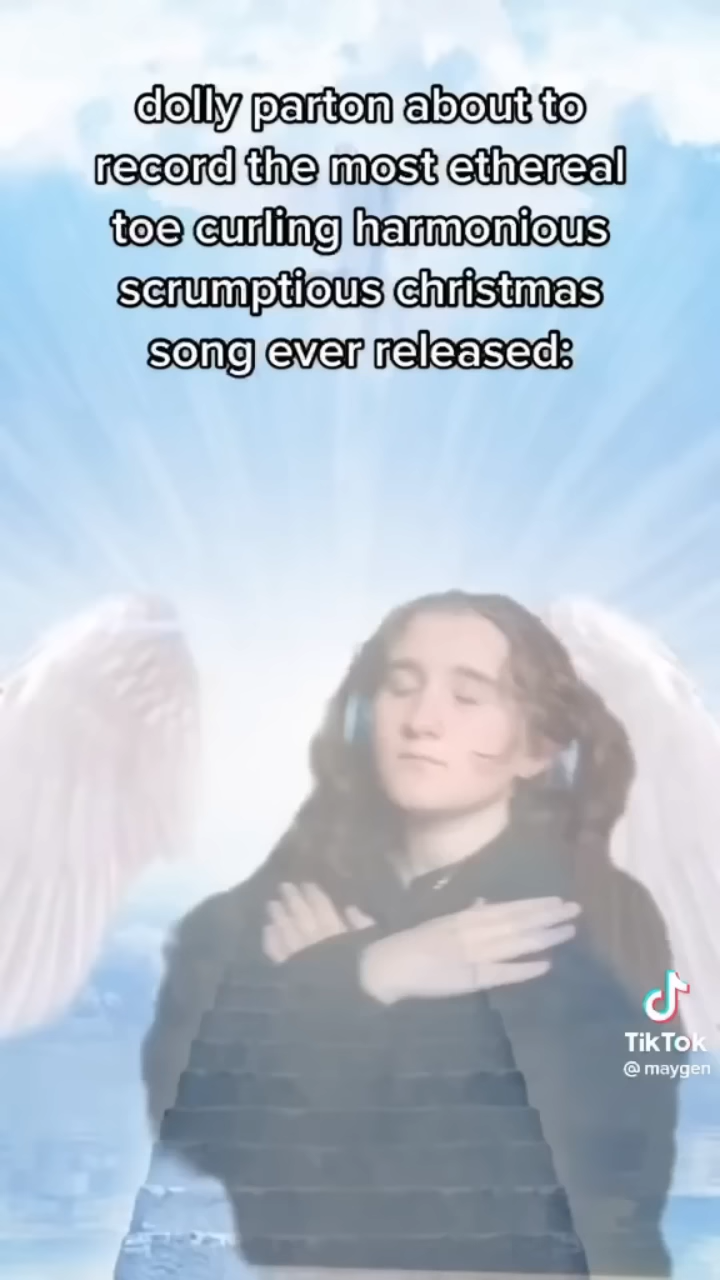 dolly parton about to
record the most ethereal
toe curling harmonious
scrumptious christmas
song ever released:
TikTok
@maygen